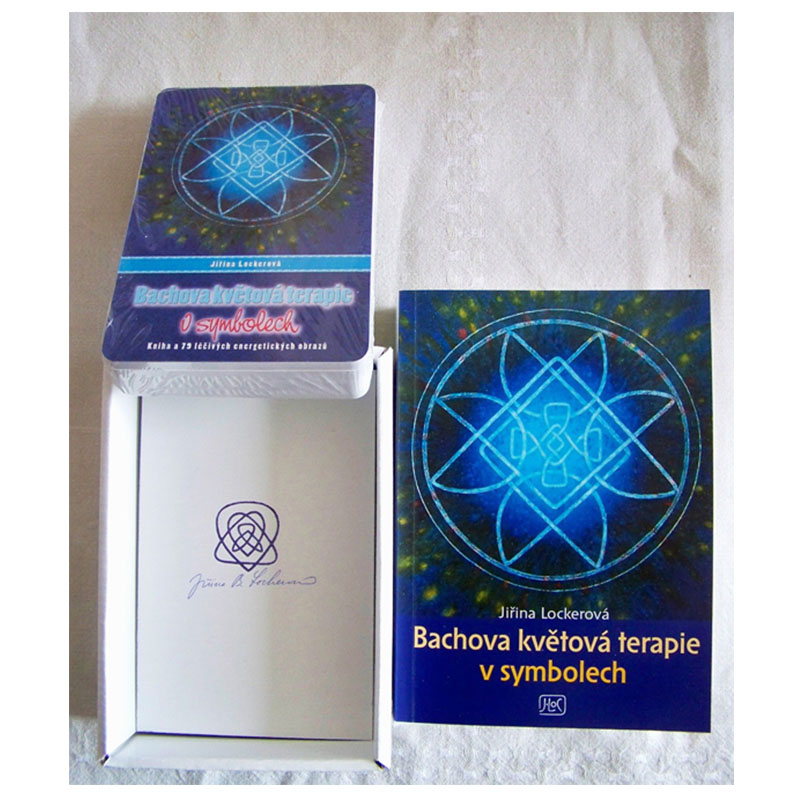 Jiřina Lockerová
Bachova květová terapie
v symbolech
Kniha a 79 léčivých energetických obrazů
Jiřina Lockerová
Bachova květová terapie
v symbolech